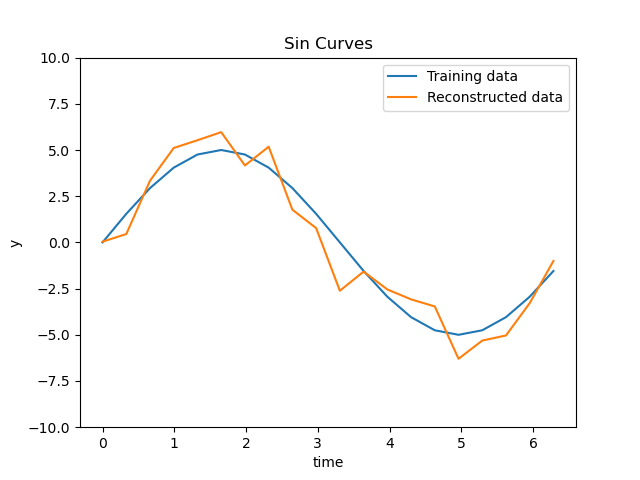 Sin Curves
Training data
Reconstructed data
10.0
7.5
5.0
2.5
0.0
−2.5
−5.0
−7.5
−10.0
y
0 1 2 3 4 5 6
time